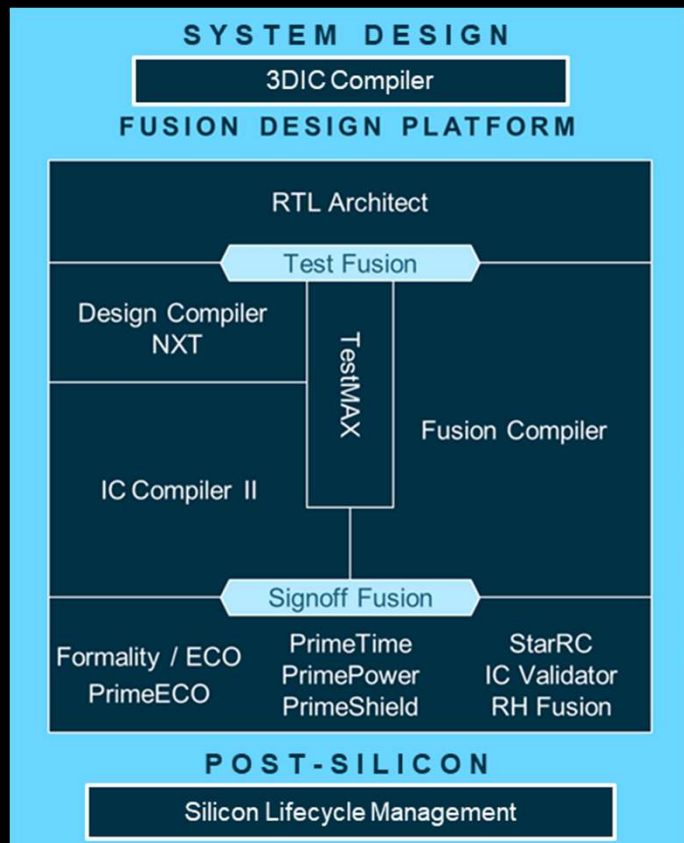 SYSTEM DESIGN
3DIC Compiler
FUSION DESIGN PLATFORM
RTL Architect
Test Fusion
Design Compiler
NXT
TestMAX
Fusion Compiler
IC Compiler II
Signoff Fusion
Formality / ECO
PrimeECO
PrimeTime
PrimePower
PrimeShield
StarRC
IC Validator
RH Fusion
POST-SILICON
Silicon Lifecycle Management